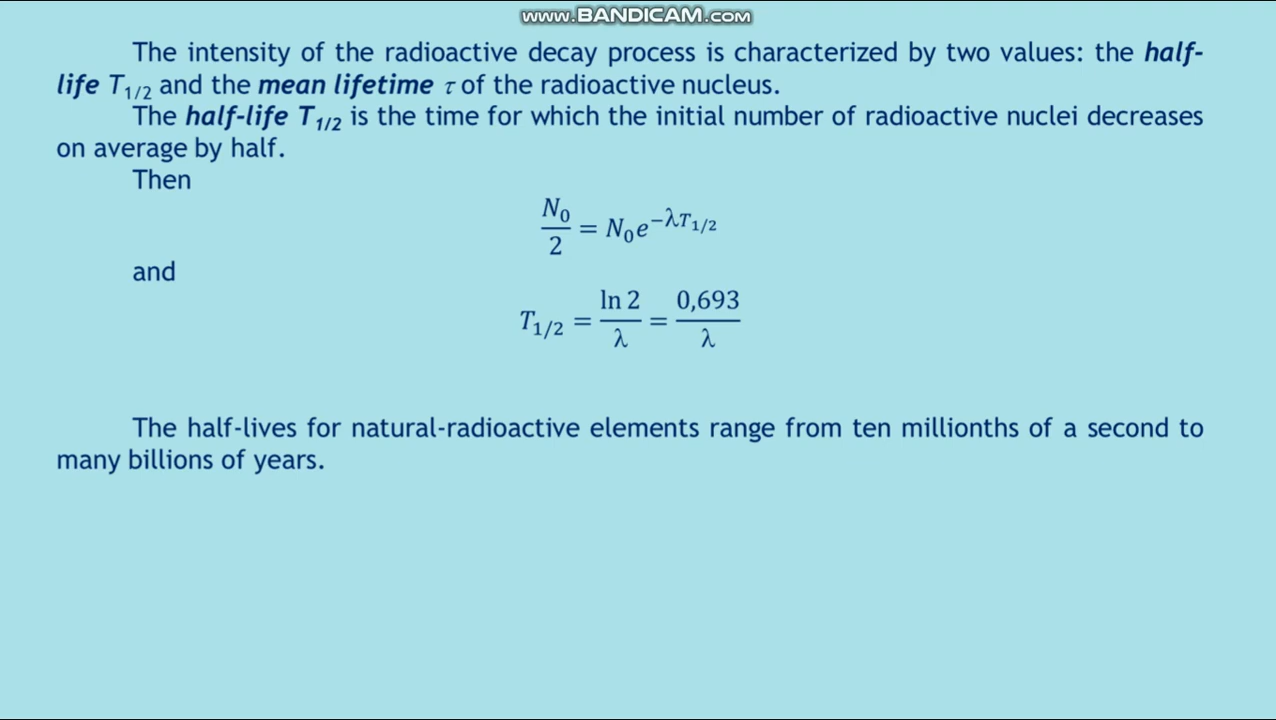 www.BANDICAM.com
The intensity of the radioactive decay process is characterized by two values: the half-
life T₁/₂ and the mean lifetime τ of the radioactive nucleus.
The half-life T₁/₂ is the time for which the initial number of radioactive nuclei decreases
on average by half.
Then
N₀/2 = N₀e^(−λT₁/₂)
and
T₁/₂ = ln 2/λ = 0,693/λ
The half-lives for natural-radioactive elements range from ten millionths of a second to
many billions of years.